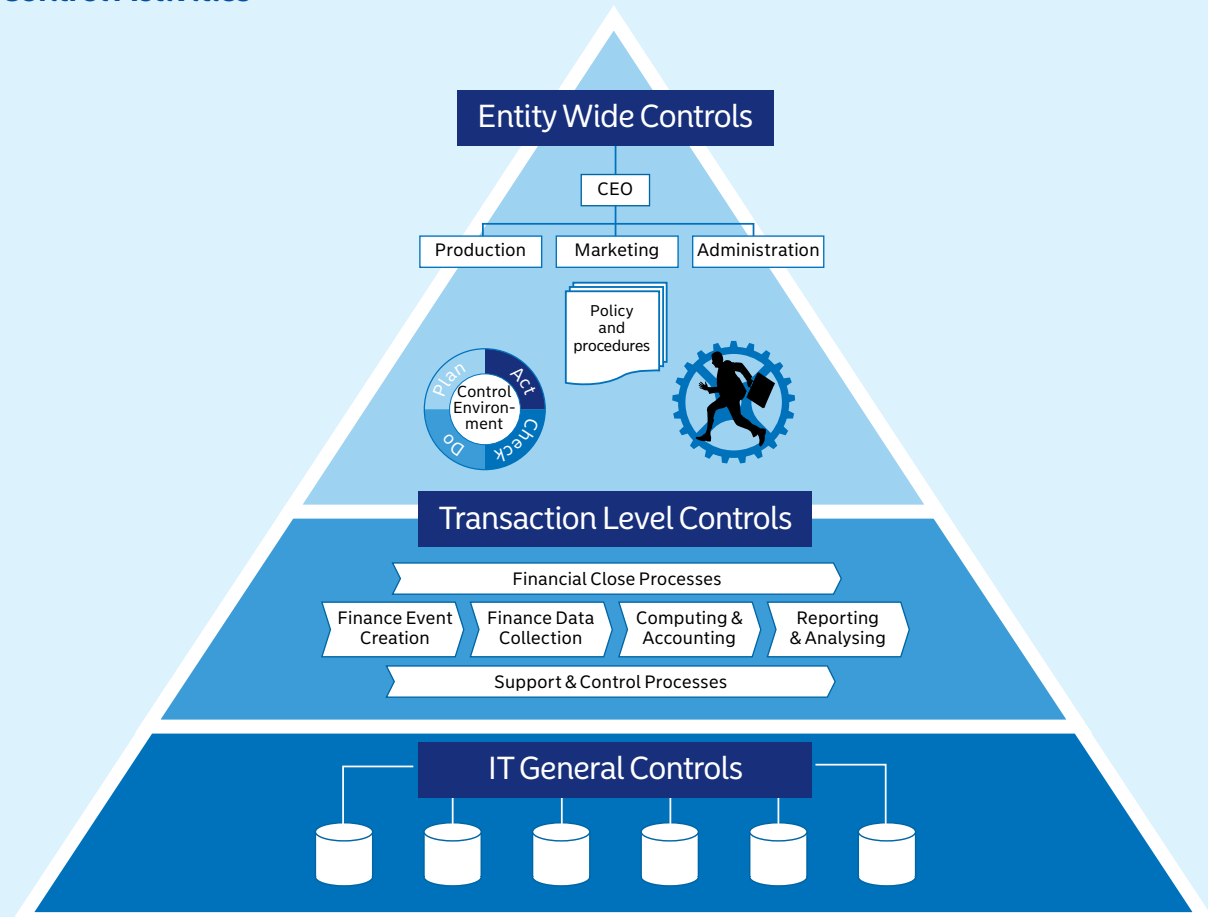 Control Activities
Entity Wide Controls
CEO
Production
Marketing
Administration
Policy
and
procedures
Plan
Act
Control
Environ-
ment
Do
Check
Transaction Level Controls
Financial Close Processes
Finance Event
Creation
Finance Data
Collection
Computing &
Accounting
Reporting
& Analysing
Support & Control Processes
IT General Controls